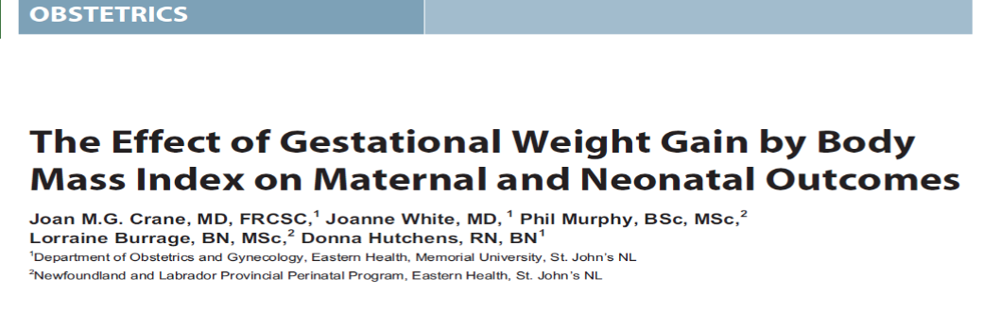 OBSTETRICS
The Effect of Gestational Weight Gain by Body
Mass Index on Maternal and Neonatal Outcomes
Joan M.G. Crane, MD, FRCSC,¹ Joanne White, MD, ¹ Phil Murphy, BSc, MSc,²
Lorraine Burrage, BN, MSc,² Donna Hutchens, RN, BN¹
¹Department of Obstetrics and Gynecology, Eastern Health, Memorial University, St. John’s NL
²Newfoundland and Labrador Provincial Perinatal Program, Eastern Health, St. John’s NL